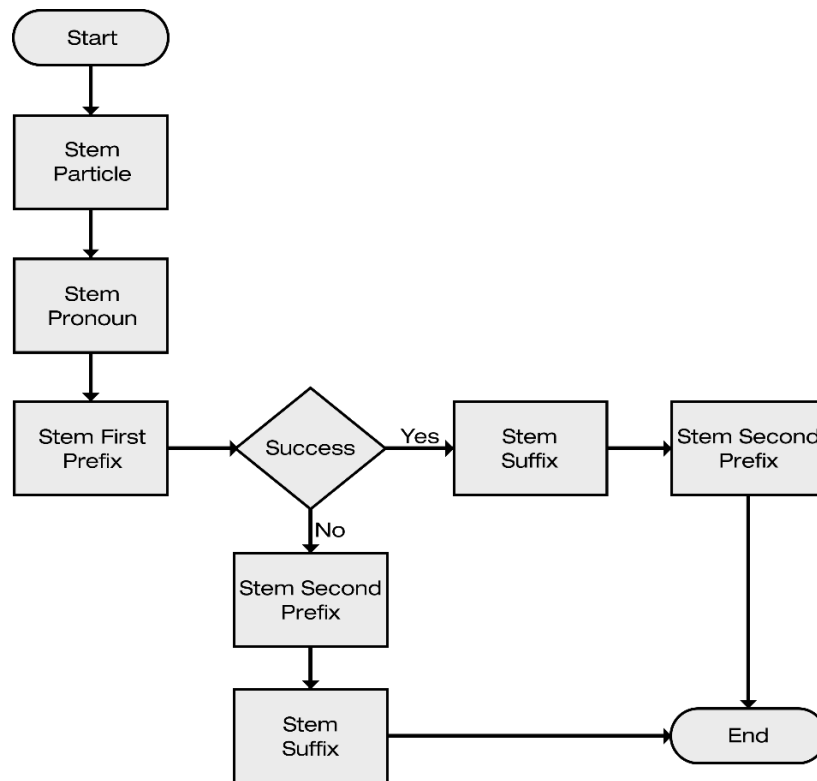 Start
Stem
Particle
Stem
Pronoun
Stem First
Prefix
Success
Yes
Stem
Suffix
Stem Second
Prefix
No
Stem Second
Prefix
Stem
Suffix
End